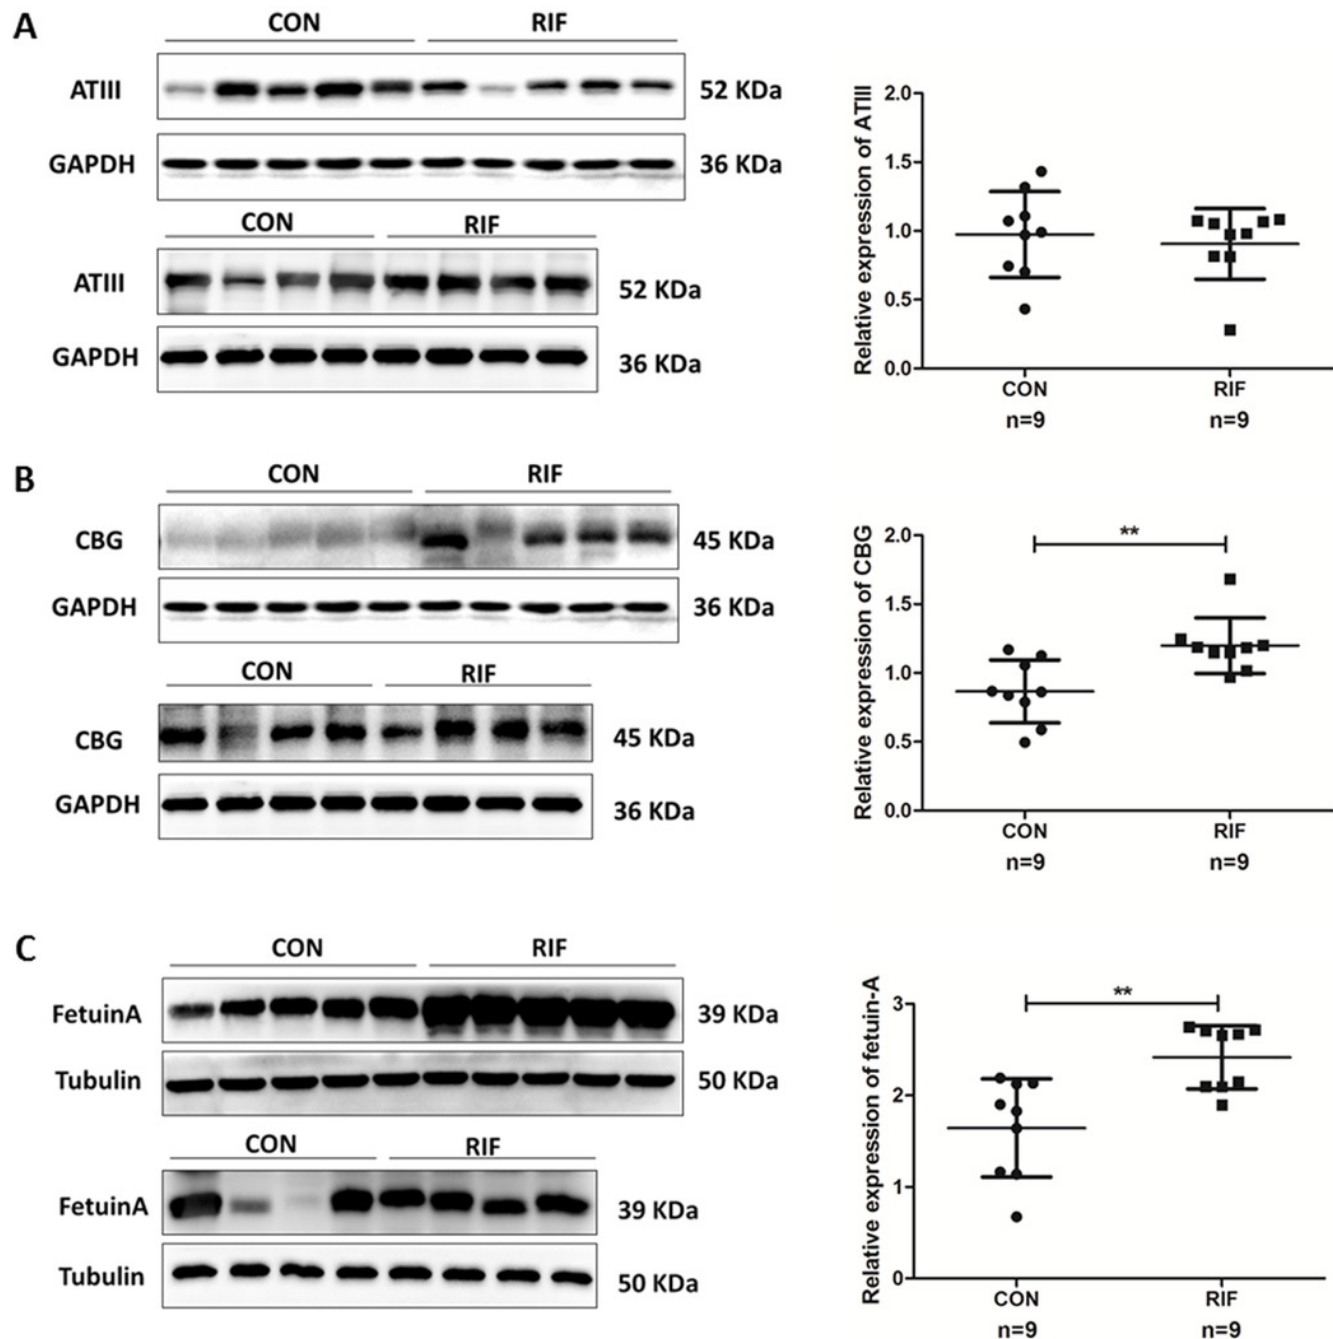 A
CON RIF
ATIII 52 KDa
GAPDH 36 KDa
CON RIF
ATIII 52 KDa
GAPDH 36 KDa
Relative expression of ATIII
2.0
1.5
1.0
0.5
0.0
CON RIF
n=9 n=9
B
CON RIF
CBG 45 KDa
GAPDH 36 KDa
CON RIF
CBG 45 KDa
GAPDH 36 KDa
Relative expression of CBG
**
2.0
1.5
1.0
0.5
0.0
CON RIF
n=9 n=9
C
CON RIF
FetuinA 39 KDa
Tubulin 50 KDa
CON RIF
FetuinA 39 KDa
Tubulin 50 KDa
Relative expression of fetuin-A
**
3
2
1
0
CON RIF
n=9 n=9